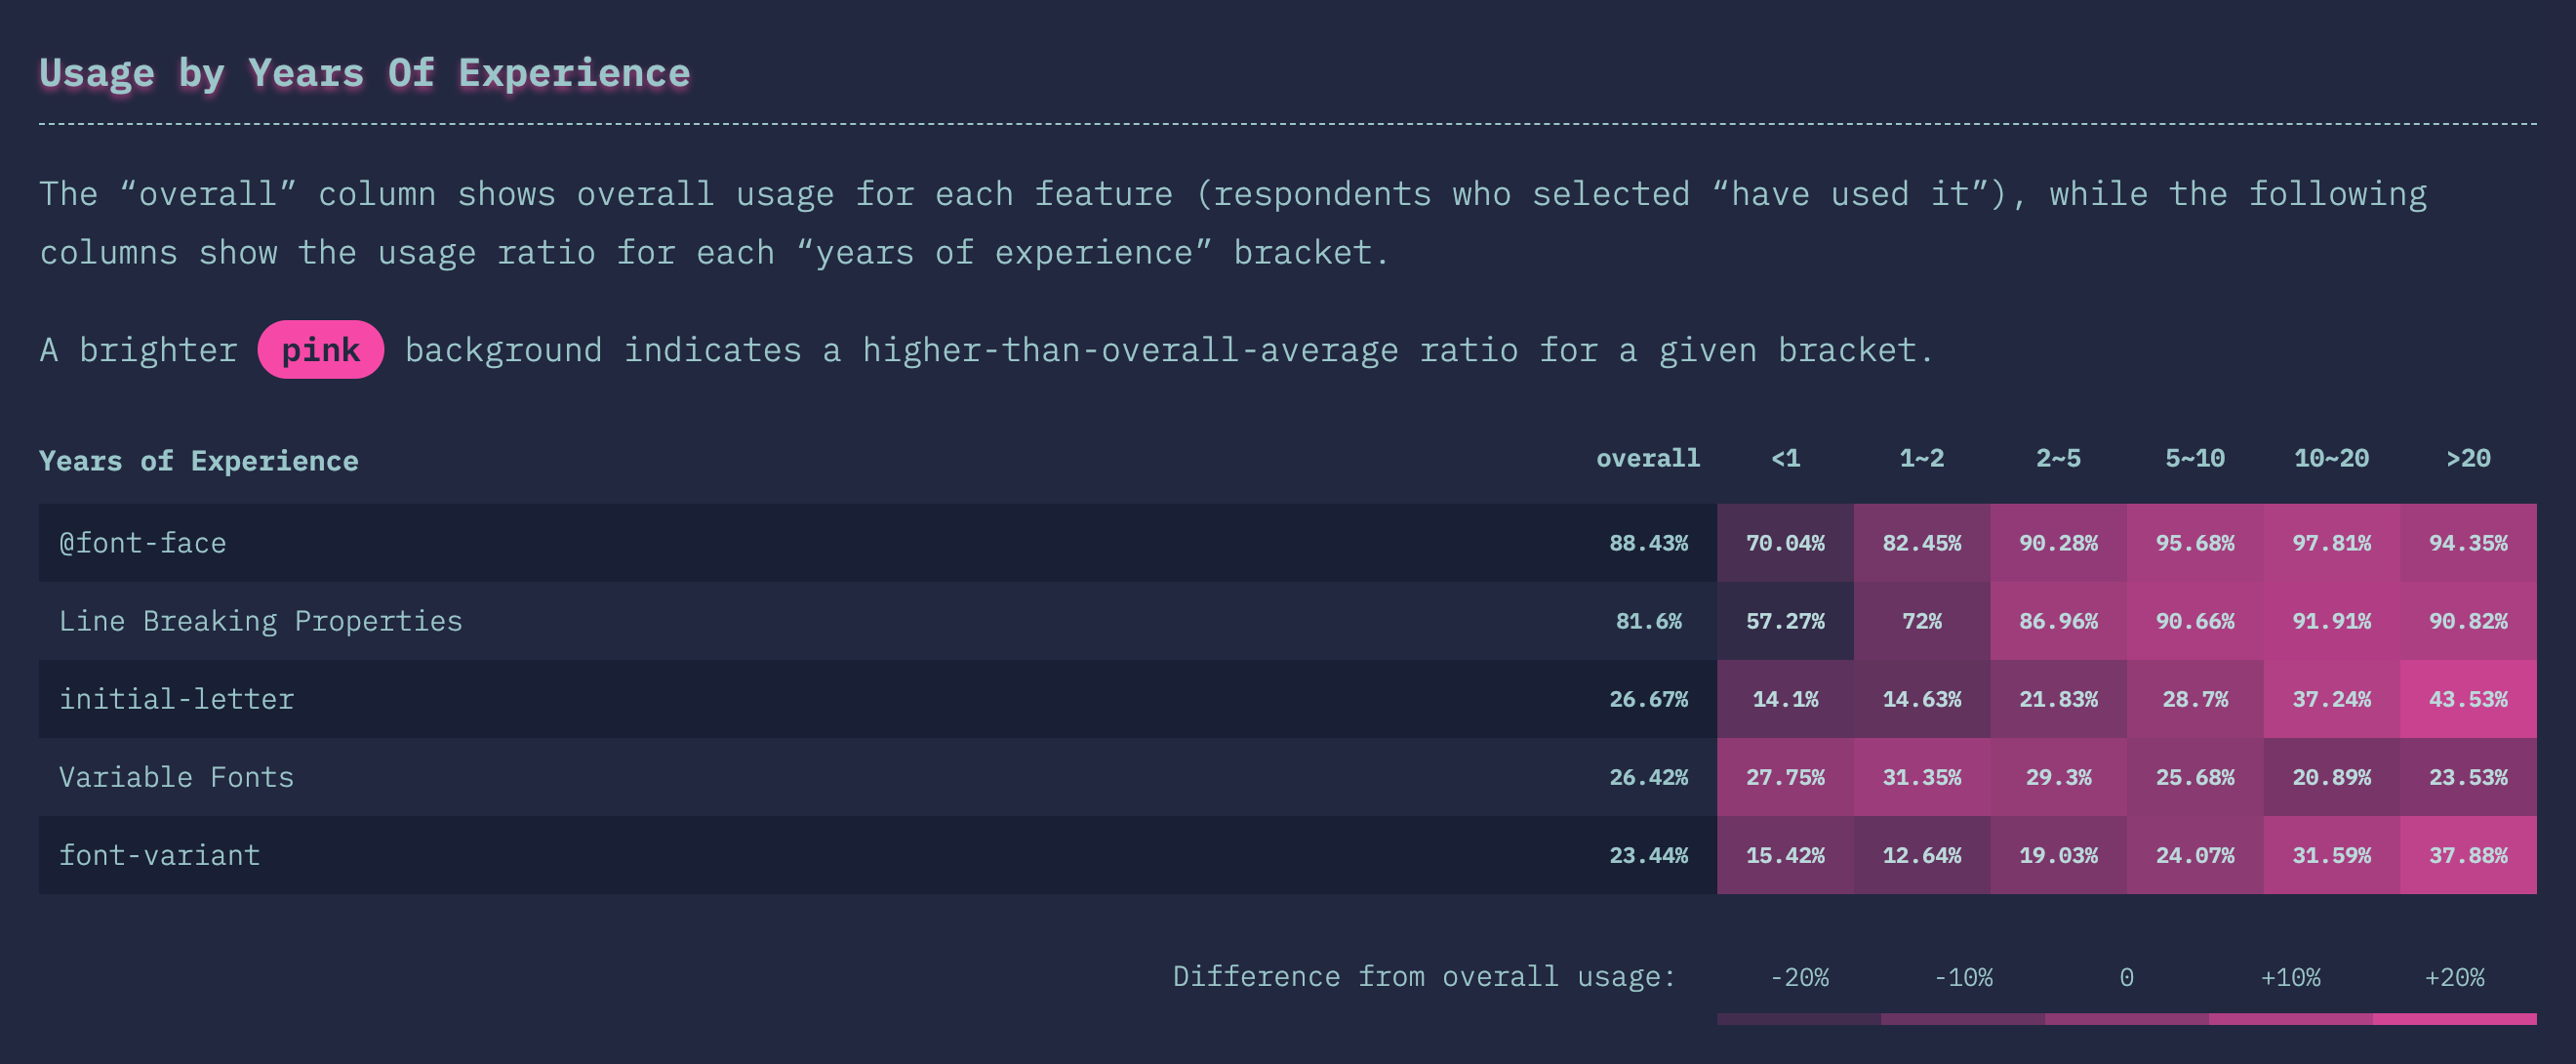 Usage by Years Of Experience
The “overall” column shows overall usage for each feature (respondents who selected “have used it”), while the following
columns show the usage ratio for each “years of experience” bracket.
A brighter pink background indicates a higher-than-overall-average ratio for a given bracket.
Years of Experience overall <1 1~2 2~5 5~10 10~20 >20
@font-face 88.43% 70.04% 82.45% 90.28% 95.68% 97.81% 94.35%
Line Breaking Properties 81.6% 57.27% 72% 86.96% 90.66% 91.91% 90.82%
initial-letter 26.67% 14.1% 14.63% 21.83% 28.7% 37.24% 43.53%
Variable Fonts 26.42% 27.75% 31.35% 29.3% 25.68% 20.89% 23.53%
font-variant 23.44% 15.42% 12.64% 19.03% 24.07% 31.59% 37.88%
Difference from overall usage: -20% -10% 0 +10% +20%